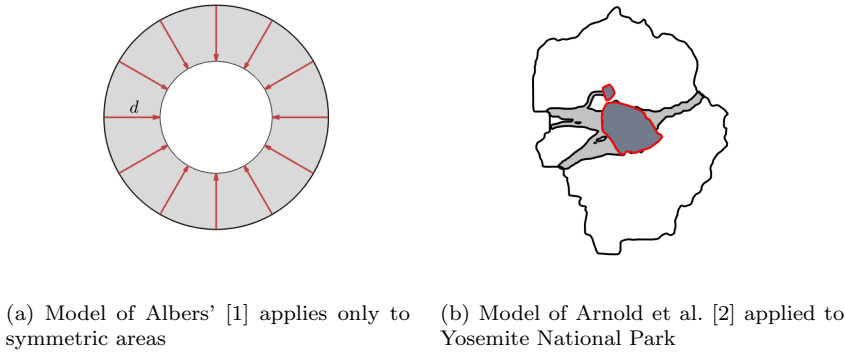 d
(a) Model of Albers' [1] applies only to
symmetric areas
(b) Model of Arnold et al. [2] applied to
Yosemite National Park